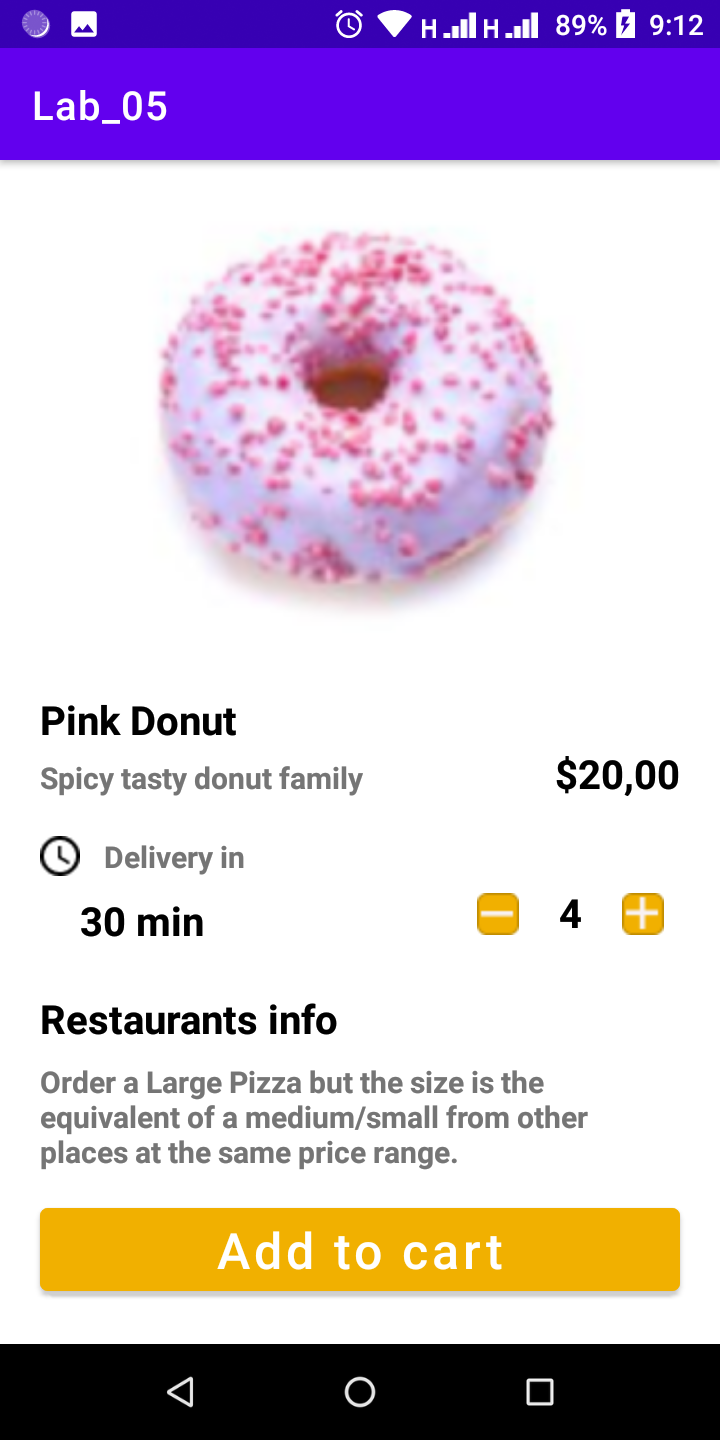 H H 89% 9:12
Lab_05
Pink Donut
Spicy tasty donut family
$20,00
Delivery in
30 min
4
Restaurants info
Order a Large Pizza but the size is the
equivalent of a medium/small from other
places at the same price range.
Add to cart